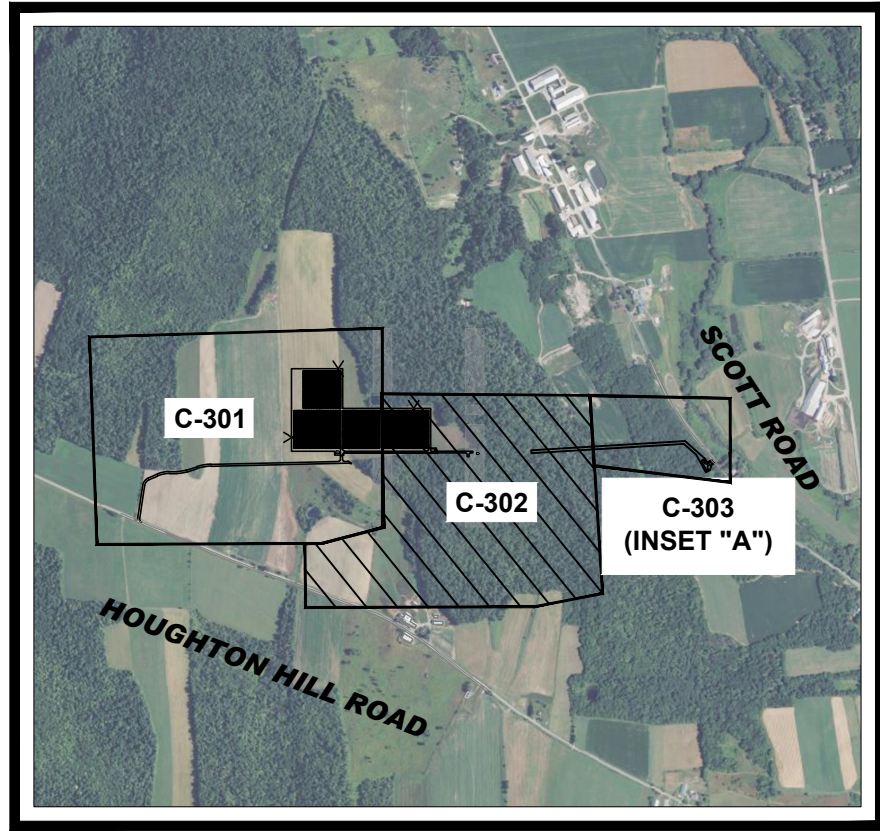 SCOTT ROAD
C-301
C-302
C-303
(INSET "A")
HOUGHTON HILL ROAD